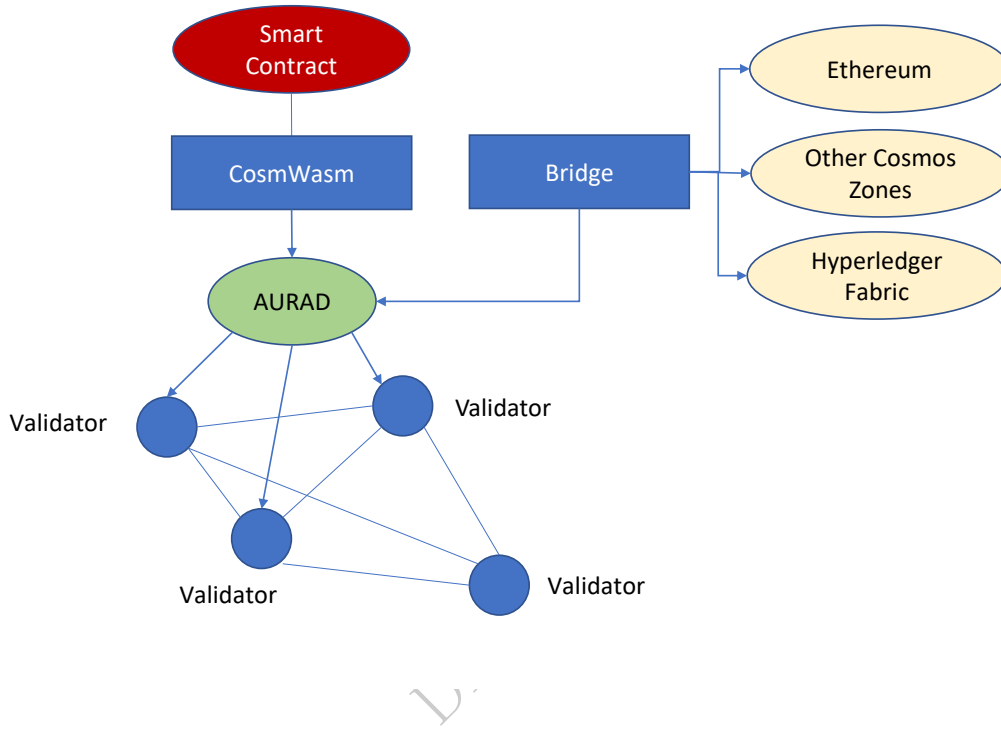 Smart
Contract
Ethereum
CosmWasm
Bridge
Other Cosmos
Zones
AURAD
Hyperledger
Fabric
Validator
Validator
Validator
Validator